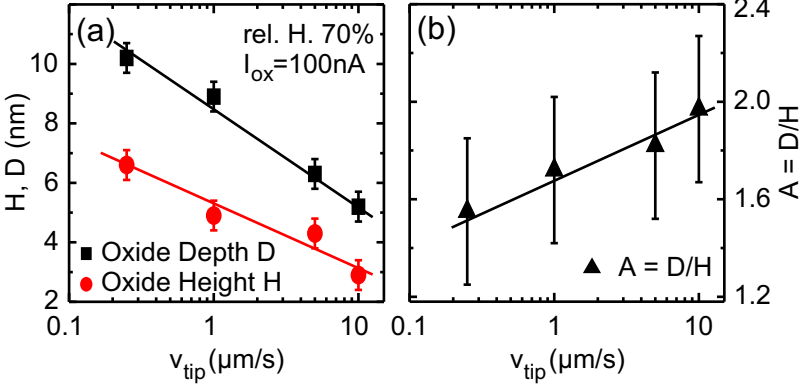 (a)
rel. H. 70%
I_ox=100nA
H, D (nm)
10
8
6
4
2
Oxide Depth D
Oxide Height H
0.1
1
10
v_tip (µm/s)
(b)
2.4
2.0
1.6
1.2
A = D/H
A = D/H
0.1
1
10
v_tip (µm/s)